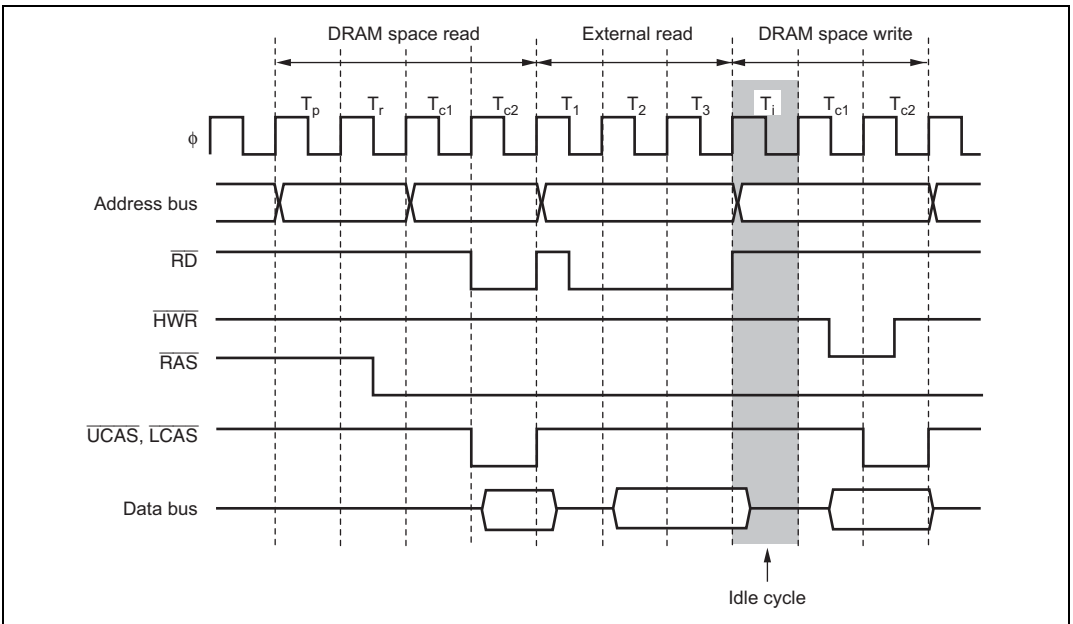 DRAM space read External read DRAM space write
Tp Tr Tc1 Tc2 T1 T2 T3 Ti Tc1 Tc2
φ
Address bus
RD
HWR
RAS
UCAS, LCAS
Data bus
Idle cycle